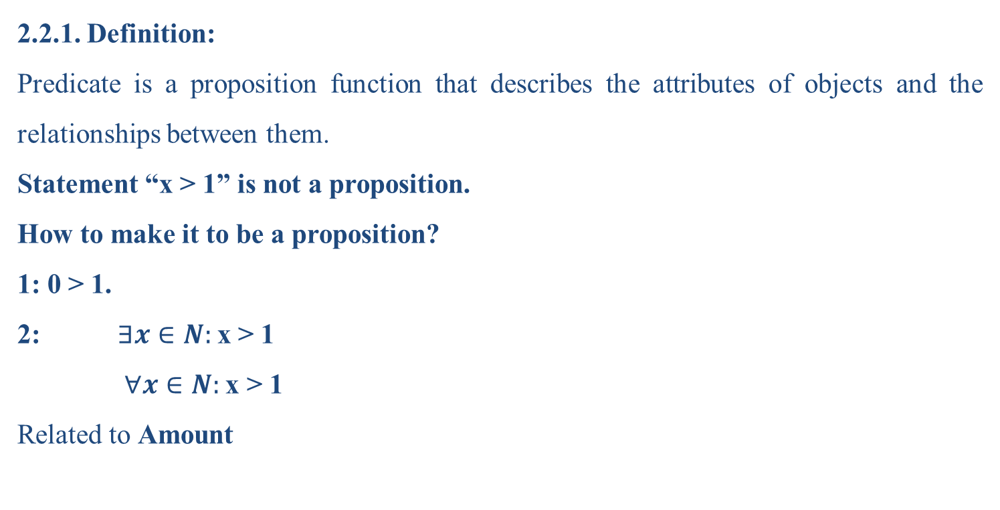 2.2.1. Definition:
Predicate is a proposition function that describes the attributes of objects and the
relationships between them.
Statement “x > 1” is not a proposition.
How to make it to be a proposition?
1: 0 > 1.
2: ∃𝒙 ∈ 𝑵: x > 1
∀𝒙 ∈ 𝑵: x > 1
Related to Amount